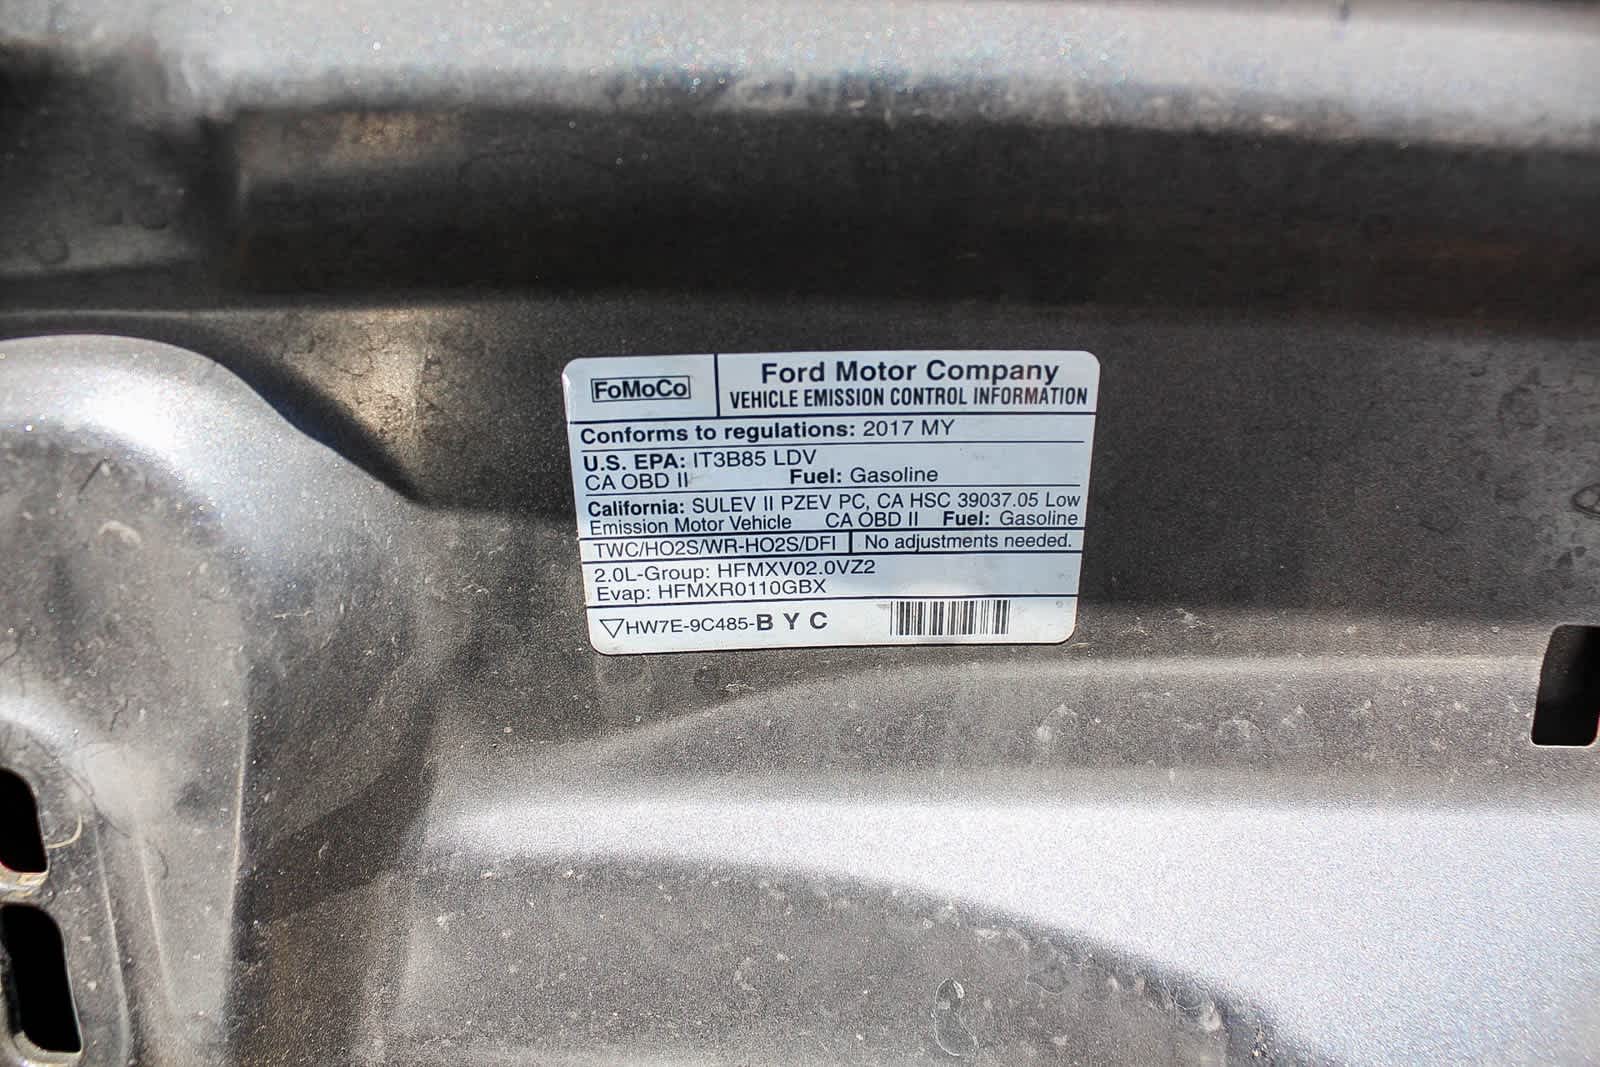 FoMoCo
Ford Motor Company
VEHICLE EMISSION CONTROL INFORMATION
Conforms to regulations: 2017 MY
U.S. EPA: IT3B85 LDV
CA OBD II Fuel: Gasoline
California: SULEV II PZEV PC, CA HSC 39037.05 Low
Emission Motor Vehicle CA OBD II Fuel: Gasoline
TWC/HO2S/WR-HO2S/DFI No adjustments needed.
2.0L-Group: HFMXV02.0VZ2
Evap: HFMXR0110GBX
HW7E-9C485-B Y C